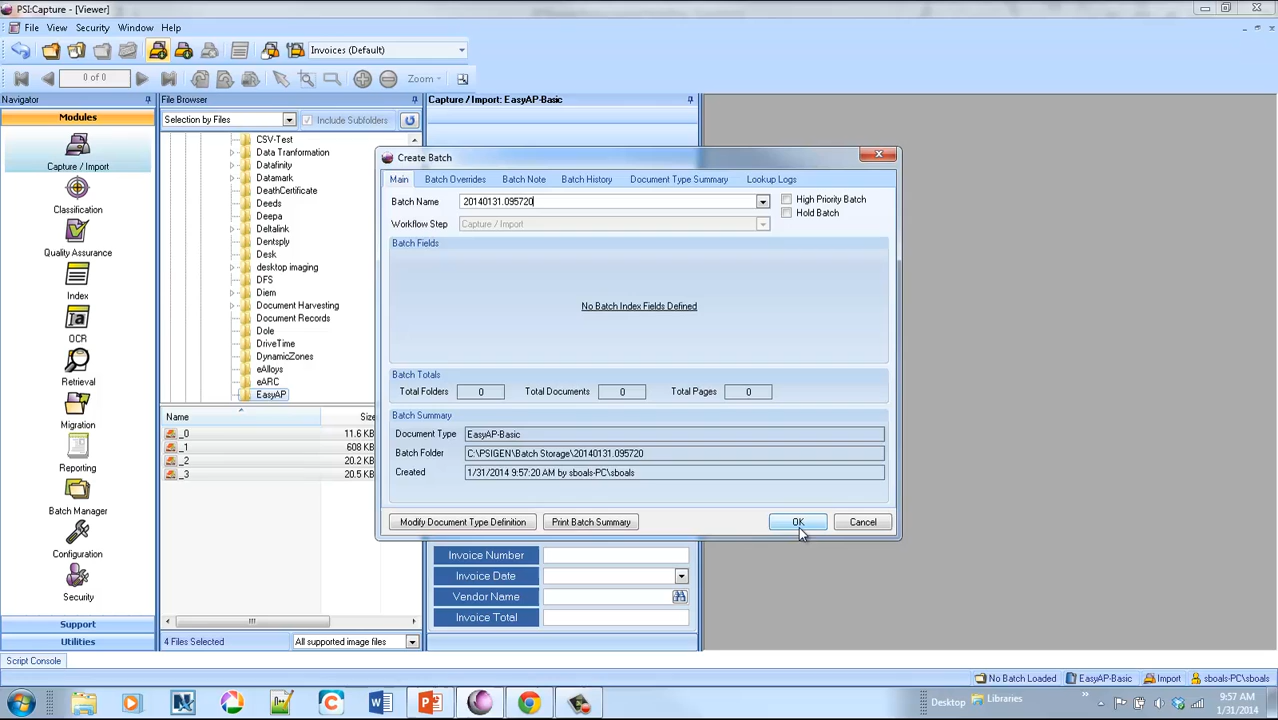 PSI:Capture - [Viewer]
File View Security Window Help
Invoices (Default)
0 of 0
Zoom
Navigator
Modules
Capture / Import
Classification
Quality Assurance
Index
OCR
Retrieval
Migration
Reporting
Batch Manager
Configuration
Security
Support
Utilities
File Browser
Selection by Files
Include Subfolders
CSV-Test
Data Tranformation
Datafinity
Datamark
DeathCertificate
Deeds
Deepa
Deltalink
Dentsply
Desk
desktop imaging
DFS
Diem
Document Harvesting
Document Records
Dole
DriveTime
DynamicZones
eAlloys
eARC
EasyAP
Name Size
_0 11.6 KB
_1 608 KB
_2 20.2 KB
_3 20.5 KB
4 Files Selected
All supported image files
Capture / Import: EasyAP-Basic
Create Batch
Main Batch Overrides Batch Note Batch History Document Type Summary Lookup Logs
Batch Name 20140131.095720
High Priority Batch
Workflow Step Capture / Import
Hold Batch
Batch Fields
No Batch Index Fields Defined
Batch Totals
Total Folders 0 Total Documents 0 Total Pages 0
Batch Summary
Document Type EasyAP-Basic
Batch Folder C:\PSIGEN\Batch Storage\20140131.095720
Created 1/31/2014 9:57:20 AM by sboals-PC\sboals
Modify Document Type Definition Print Batch Summary OK Cancel
Invoice Number
Invoice Date
Vendor Name
Invoice Total
Script Console
No Batch Loaded EasyAP-Basic Import sboals-PC\sboals
Desktop Libraries
9:57 AM
1/31/2014